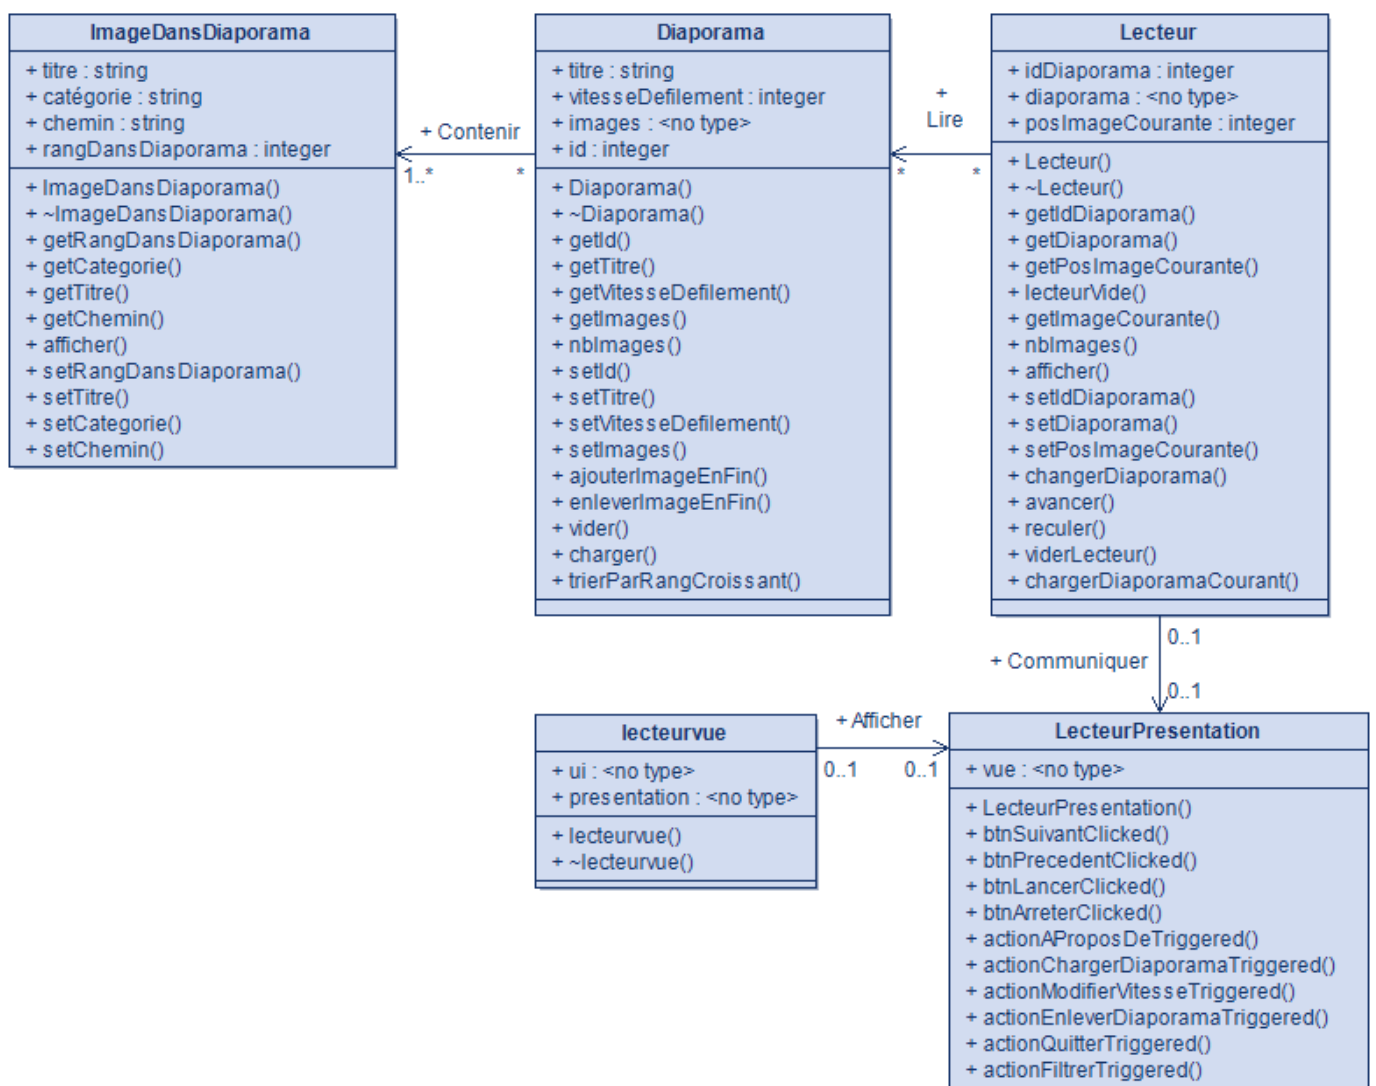 ImageDansDiaporama
+ titre : string
+ catégorie : string
+ chemin : string
+ rangDansDiaporama : integer
+ ImageDansDiaporama()
+ ~ImageDansDiaporama()
+ getRangDansDiaporama()
+ getCategorie()
+ getTitre()
+ getChemin()
+ afficher()
+ setRangDansDiaporama()
+ setTitre()
+ setCategorie()
+ setChemin()
+ Contenir
1..*
*
Diaporama
+ titre : string
+ vitesseDefilement : integer
+ images : <no type>
+ id : integer
+ Diaporama()
+ ~Diaporama()
+ getId()
+ getTitre()
+ getVitesseDefilement()
+ getImages()
+ nbImages()
+ setId()
+ setTitre()
+ setVitesseDefilement()
+ setImages()
+ ajouterImageEnFin()
+ enleverImageEnFin()
+ vider()
+ charger()
+ trierParRangCroissant()
+
Lire
*
*
Lecteur
+ idDiaporama : integer
+ diaporama : <no type>
+ posImageCourante : integer
+ Lecteur()
+ ~Lecteur()
+ getIdDiaporama()
+ getDiaporama()
+ getPosImageCourante()
+ lecteurVide()
+ getImageCourante()
+ nbImages()
+ afficher()
+ setIdDiaporama()
+ setDiaporama()
+ setPosImageCourante()
+ changerDiaporama()
+ avancer()
+ reculer()
+ viderLecteur()
+ chargerDiaporamaCourant()
0..1
+ Communiquer
0..1
lecteurvue
+ ui : <no type>
+ presentation : <no type>
+ lecteurvue()
+ ~lecteurvue()
+ Afficher
0..1
0..1
LecteurPresentation
+ vue : <no type>
+ LecteurPresentation()
+ btnSuivantClicked()
+ btnPrecedentClicked()
+ btnLancerClicked()
+ btnArreterClicked()
+ actionAProposDeTriggered()
+ actionChargerDiaporamaTriggered()
+ actionModifierVitesseTriggered()
+ actionEnleverDiaporamaTriggered()
+ actionQuitterTriggered()
+ actionFiltrerTriggered()